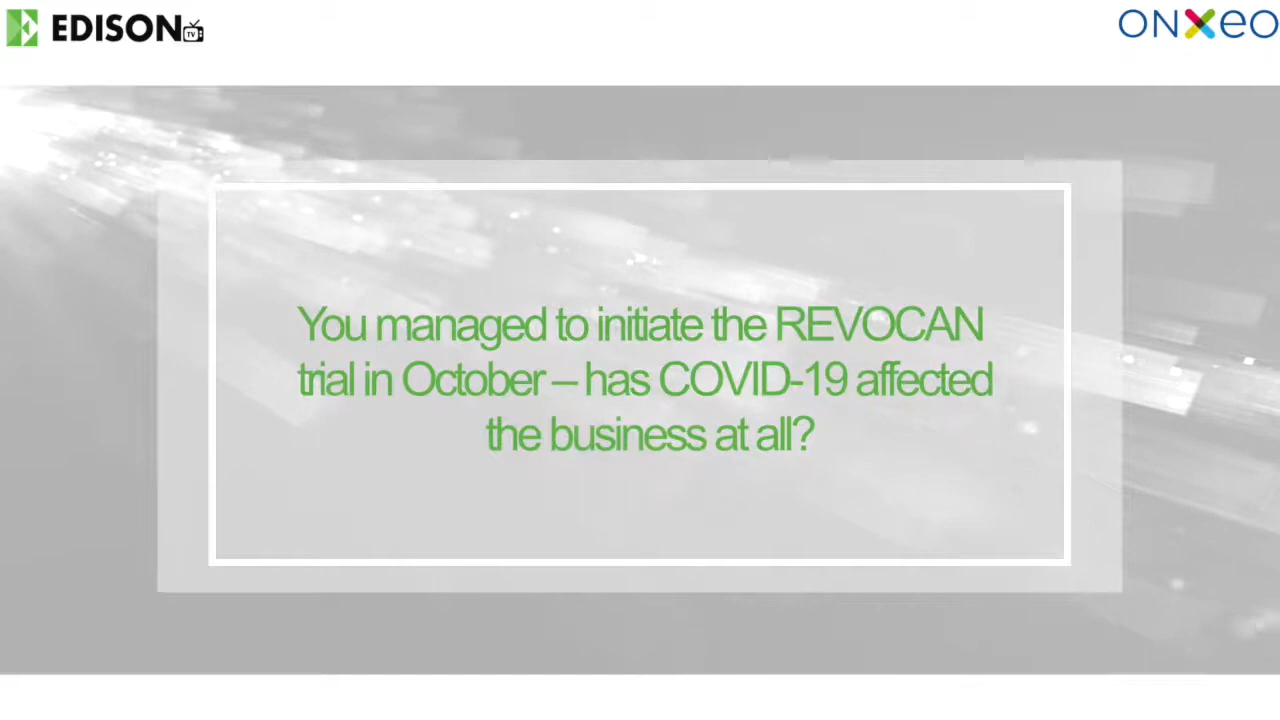 EDISON TV
ONXEO
You managed to initiate the REVOCAN
trial in October – has COVID-19 affected
the business at all?